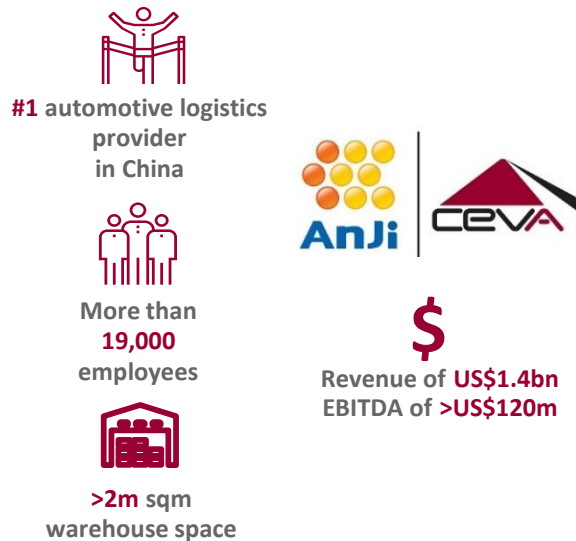 #1 automotive logistics
provider
in China
More than
19,000
employees
>2m sqm
warehouse space
AnJi
CEVA
$
Revenue of US$1.4bn
EBITDA of >US$120m